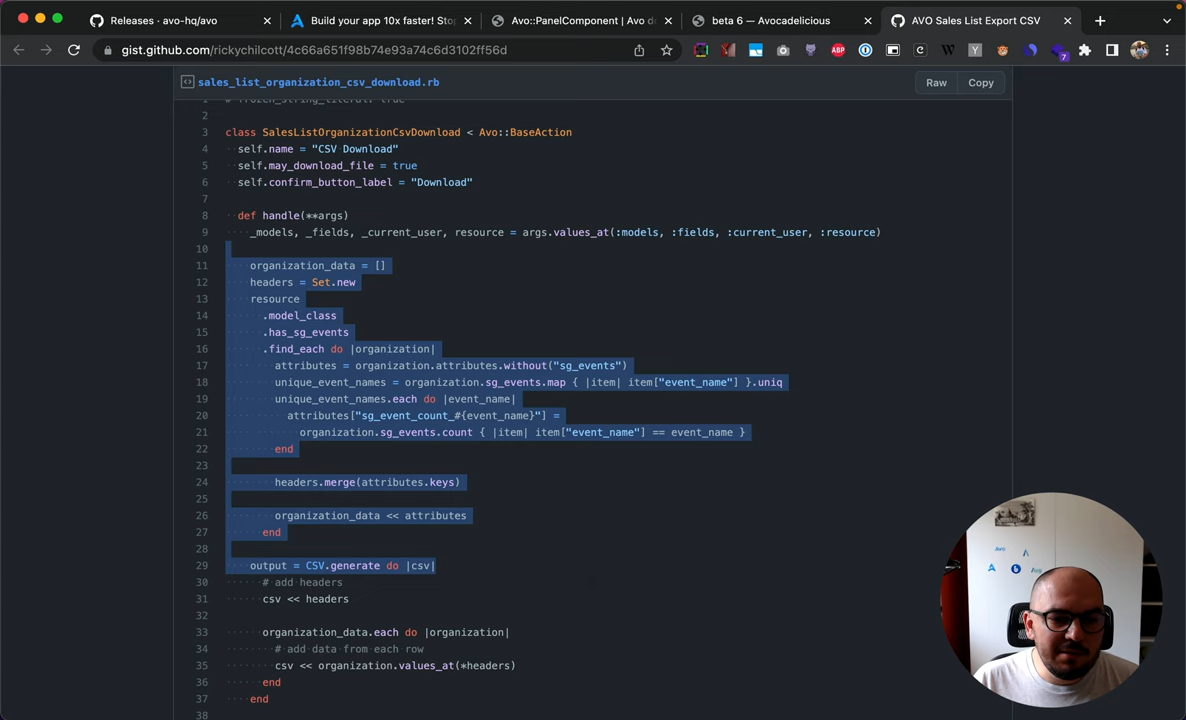 Releases · avo-hq/avo
Build your app 10x faster! Stop
Avo::PanelComponent | Avo do
beta 6 — Avocadelicious
AVO Sales List Export CSV
gist.github.com/rickychilcott/4c66a651f98b74e93a74c6d3102ff56d
sales_list_organization_csv_download.rb
Raw
Copy
1 # frozen_string_literal: true
2
3 class SalesListOrganizationCsvDownload < Avo::BaseAction
4 self.name = "CSV Download"
5 self.may_download_file = true
6 self.confirm_button_label = "Download"
7
8 def handle(**args)
9 _models, _fields, _current_user, resource = args.values_at(:models, :fields, :current_user, :resource)
10
11 organization_data = []
12 headers = Set.new
13 resource
14 .model_class
15 .has_sg_events
16 .find_each do |organization|
17 attributes = organization.attributes.without("sg_events")
18 unique_event_names = organization.sg_events.map { |item| item["event_name"] }.uniq
19 unique_event_names.each do |event_name|
20 attributes["sg_event_count_#{event_name}"] =
21 organization.sg_events.count { |item| item["event_name"] == event_name }
22 end
23
24 headers.merge(attributes.keys)
25
26 organization_data << attributes
27 end
28
29 output = CSV.generate do |csv|
30 # add headers
31 csv << headers
32
33 organization_data.each do |organization|
34 # add data from each row
35 csv << organization.values_at(*headers)
36 end
37 end
38